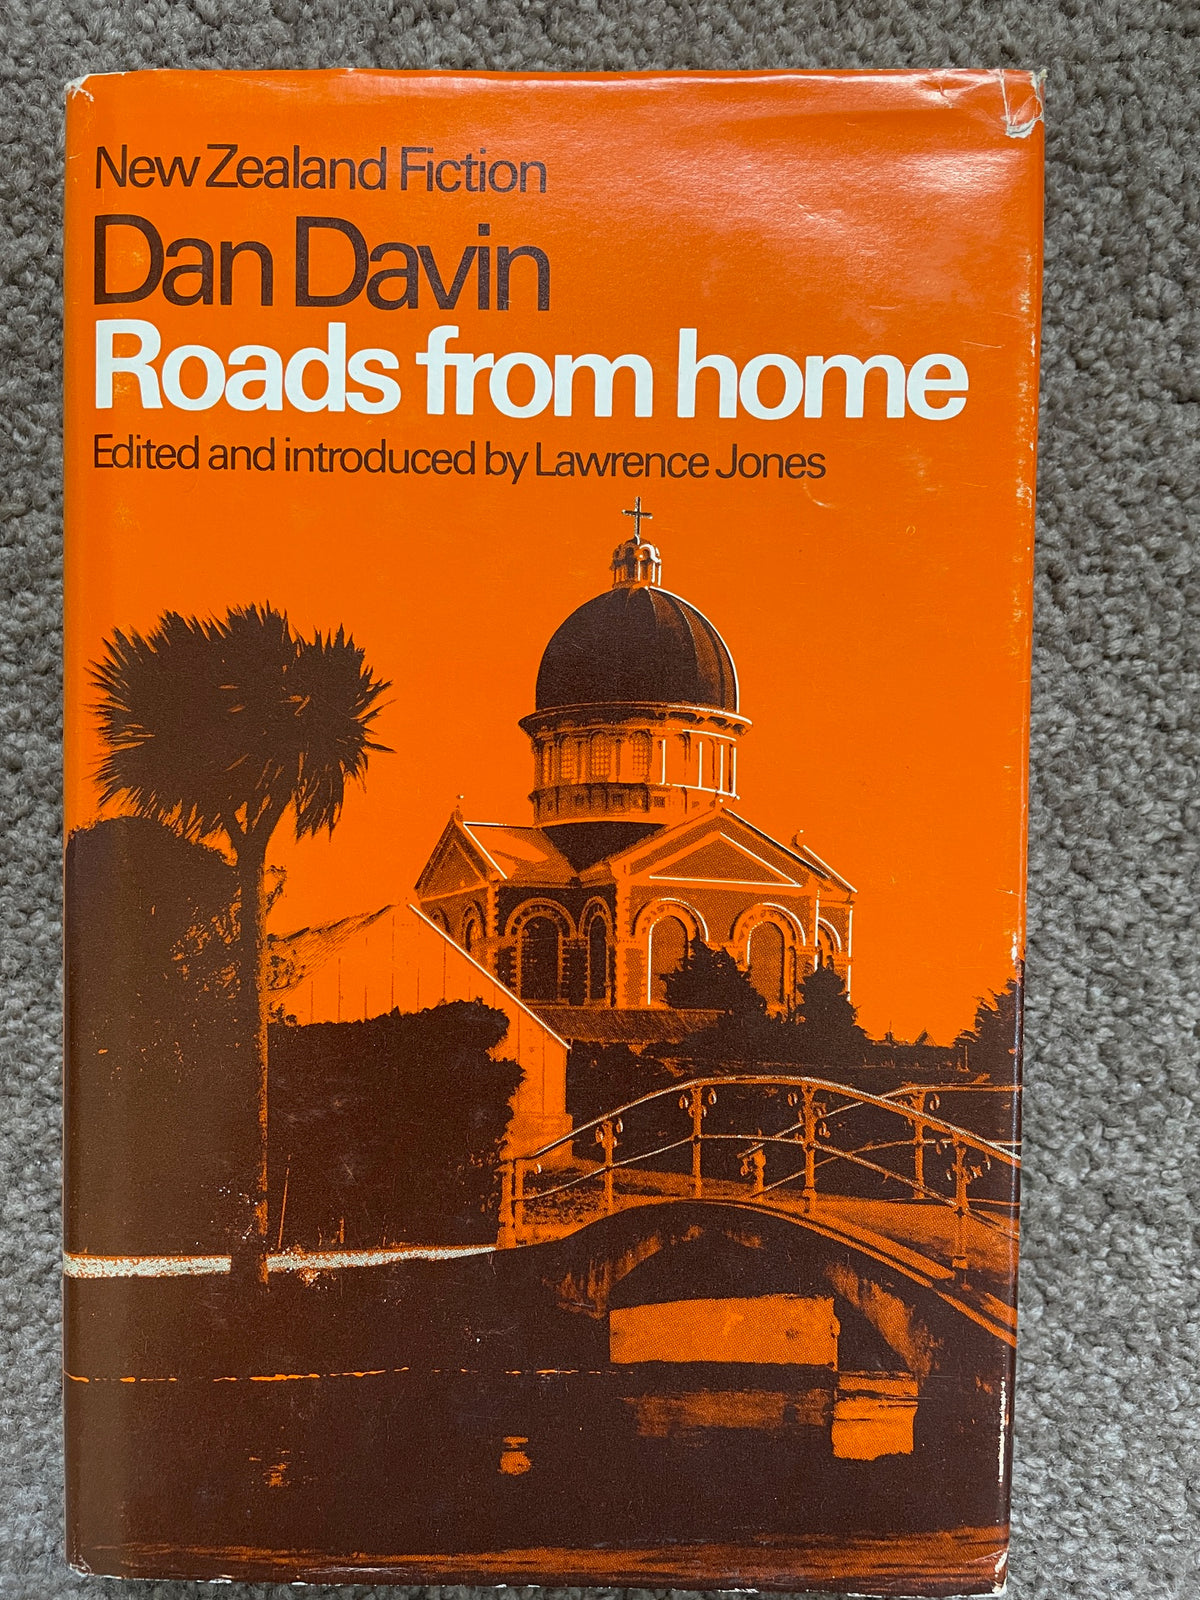 New Zealand Fiction
Dan Davin
Roads from home
Edited and introduced by Lawrence Jones